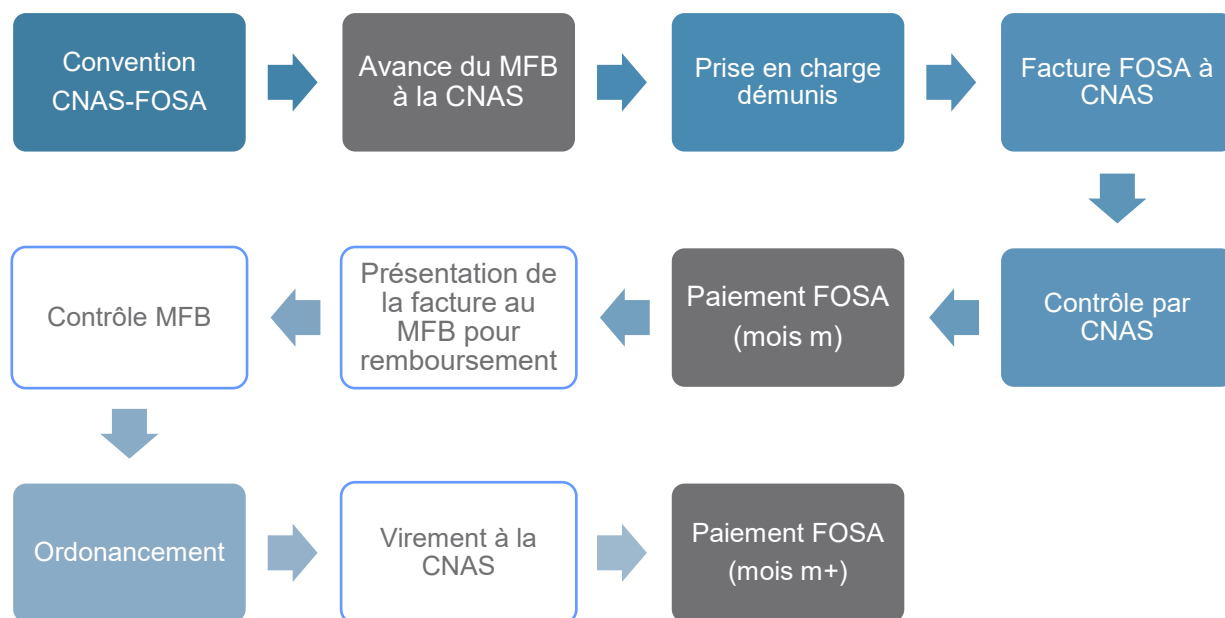 Convention
CNAS-FOSA
Avance du MFB
à la CNAS
Prise en charge
démunis
Facture FOSA à
CNAS
Contrôle par
CNAS
Paiement FOSA
(mois m)
Présentation de
la facture au
MFB pour
remboursement
Contrôle MFB
Ordonancement
Virement à la
CNAS
Paiement FOSA
(mois m+)